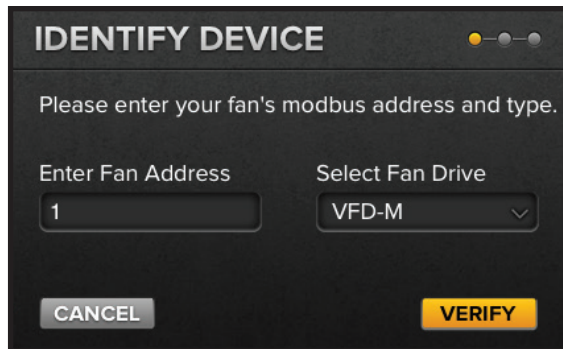 IDENTIFY DEVICE
Please enter your fan's modbus address and type.
Enter Fan Address
Select Fan Drive
1
VFD-M
CANCEL
VERIFY